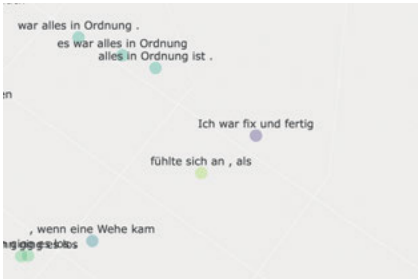 war alles in Ordnung .
es war alles in Ordnung
alles in Ordnung ist .
en
Ich war fix und fertig
fühlte sich an , als
, wenn eine Wehe kam